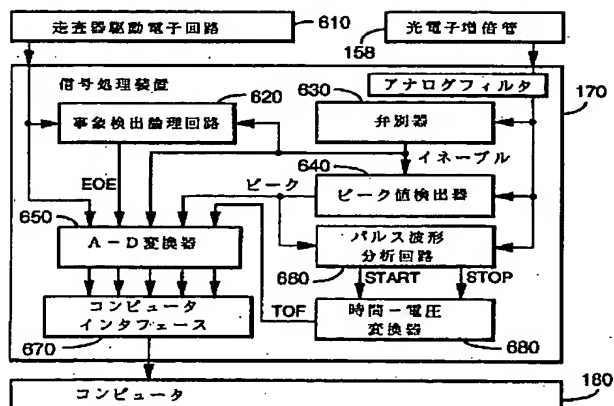 走査器駆動電子回路
610
光電子増倍管
158
信号処理装置
620
630
アナログフィルタ
170
事象検出論理回路
弁別器
640
イネーブル
EOE
ピーク
ピーク値検出器
650
A-D変換器
パルス波形
分析回路
660
START
STOP
コンピュータ
インタフェース
TOF
時間-電圧
変換器
670
680
コンピュータ
180